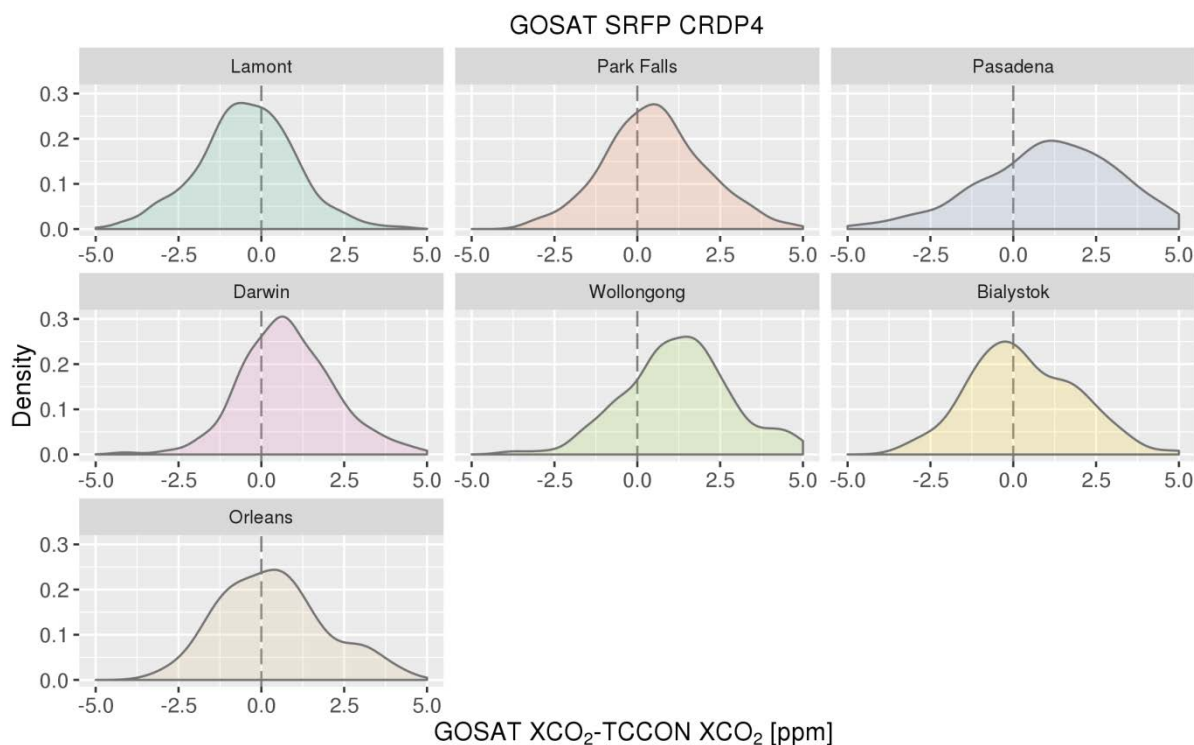 GOSAT SRFP CRDP4
Lamont
Park Falls
Pasadena
0.3
0.2
0.1
0.0
-5.0 -2.5 0.0 2.5 5.0
-5.0 -2.5 0.0 2.5 5.0
-5.0 -2.5 0.0 2.5 5.0
Darwin
Wollongong
Bialystok
Density
0.3
0.2
0.1
0.0
-5.0 -2.5 0.0 2.5 5.0
-5.0 -2.5 0.0 2.5 5.0
-5.0 -2.5 0.0 2.5 5.0
Orleans
0.3
0.2
0.1
0.0
-5.0 -2.5 0.0 2.5 5.0
GOSAT XCO₂-TCCON XCO₂ [ppm]